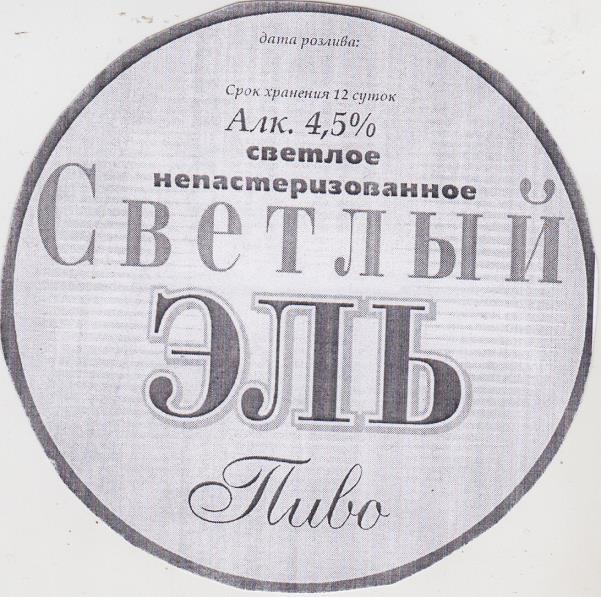 дата розлива:
Срок хранения 12 суток
Алк. 4,5%
светлое
непастеризованное
Светлый
ЭЛЬ
Пиво